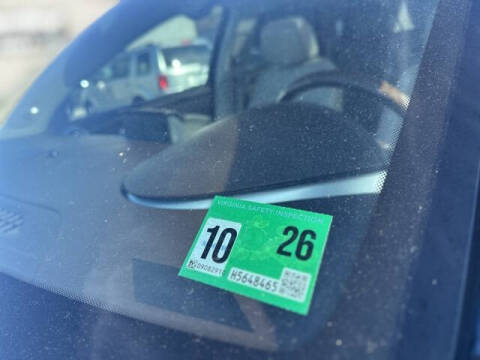 VIRGINIA SAFETY INSPECTION
10 26
H5648465